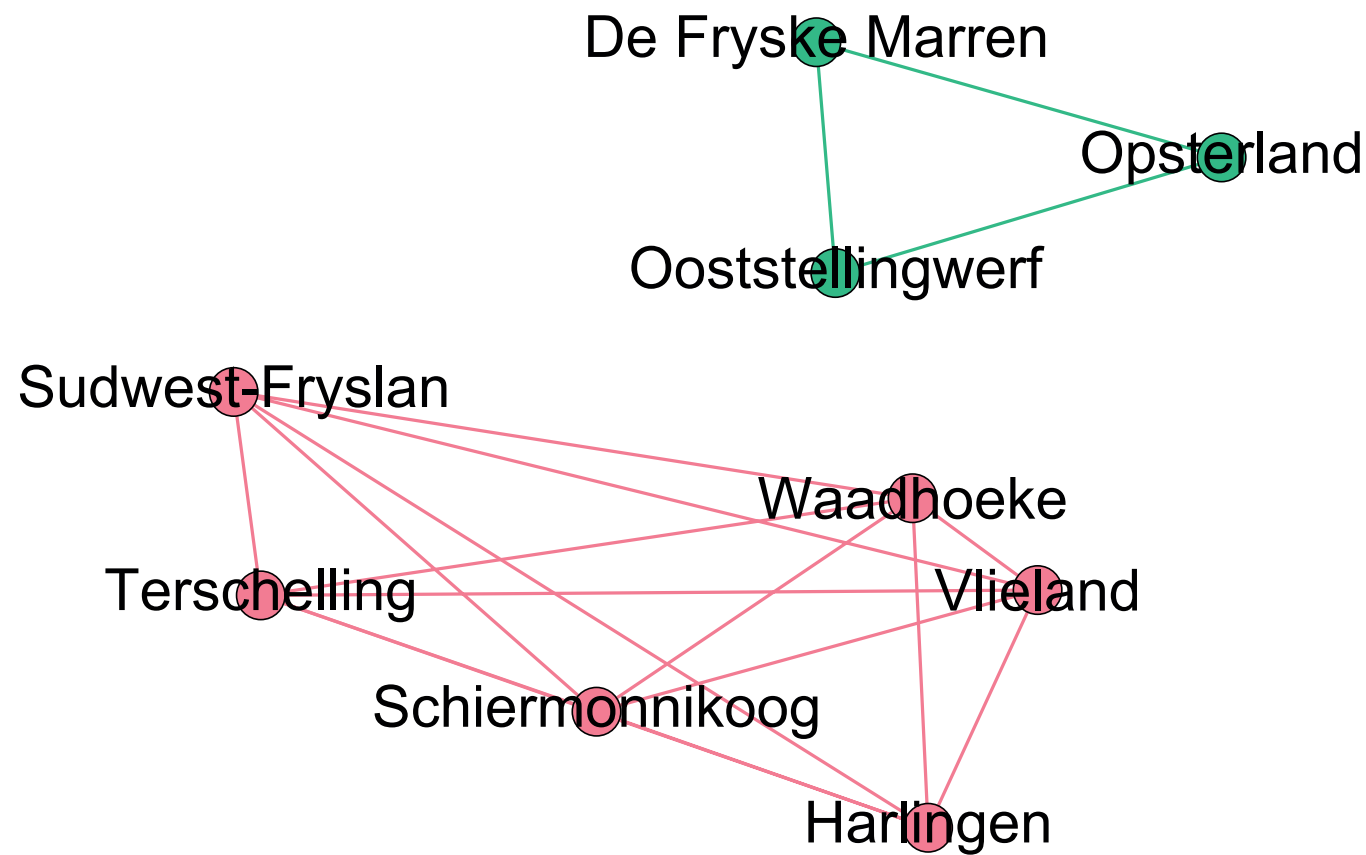 De Fryske Marren
Opsterland
Ooststellingwerf
Sudwest-Fryslan
Waadhoeke
Terschelling
Vlieland
Schiermonnikoog
Harlingen